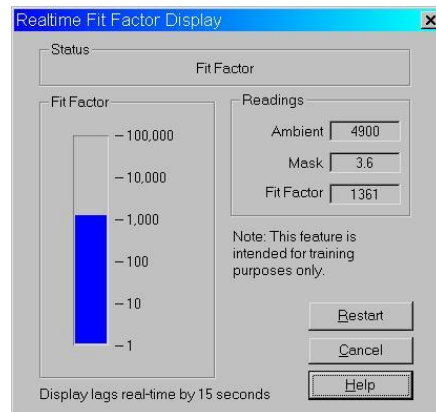 Realtime Fit Factor Display
Status
Fit Factor
Fit Factor
100,000
10,000
1,000
100
10
1
Readings
Ambient 4900
Mask 3.6
Fit Factor 1361
Note: This feature is
intended for training
purposes only.
Restart
Cancel
Help
Display lags real-time by 15 seconds